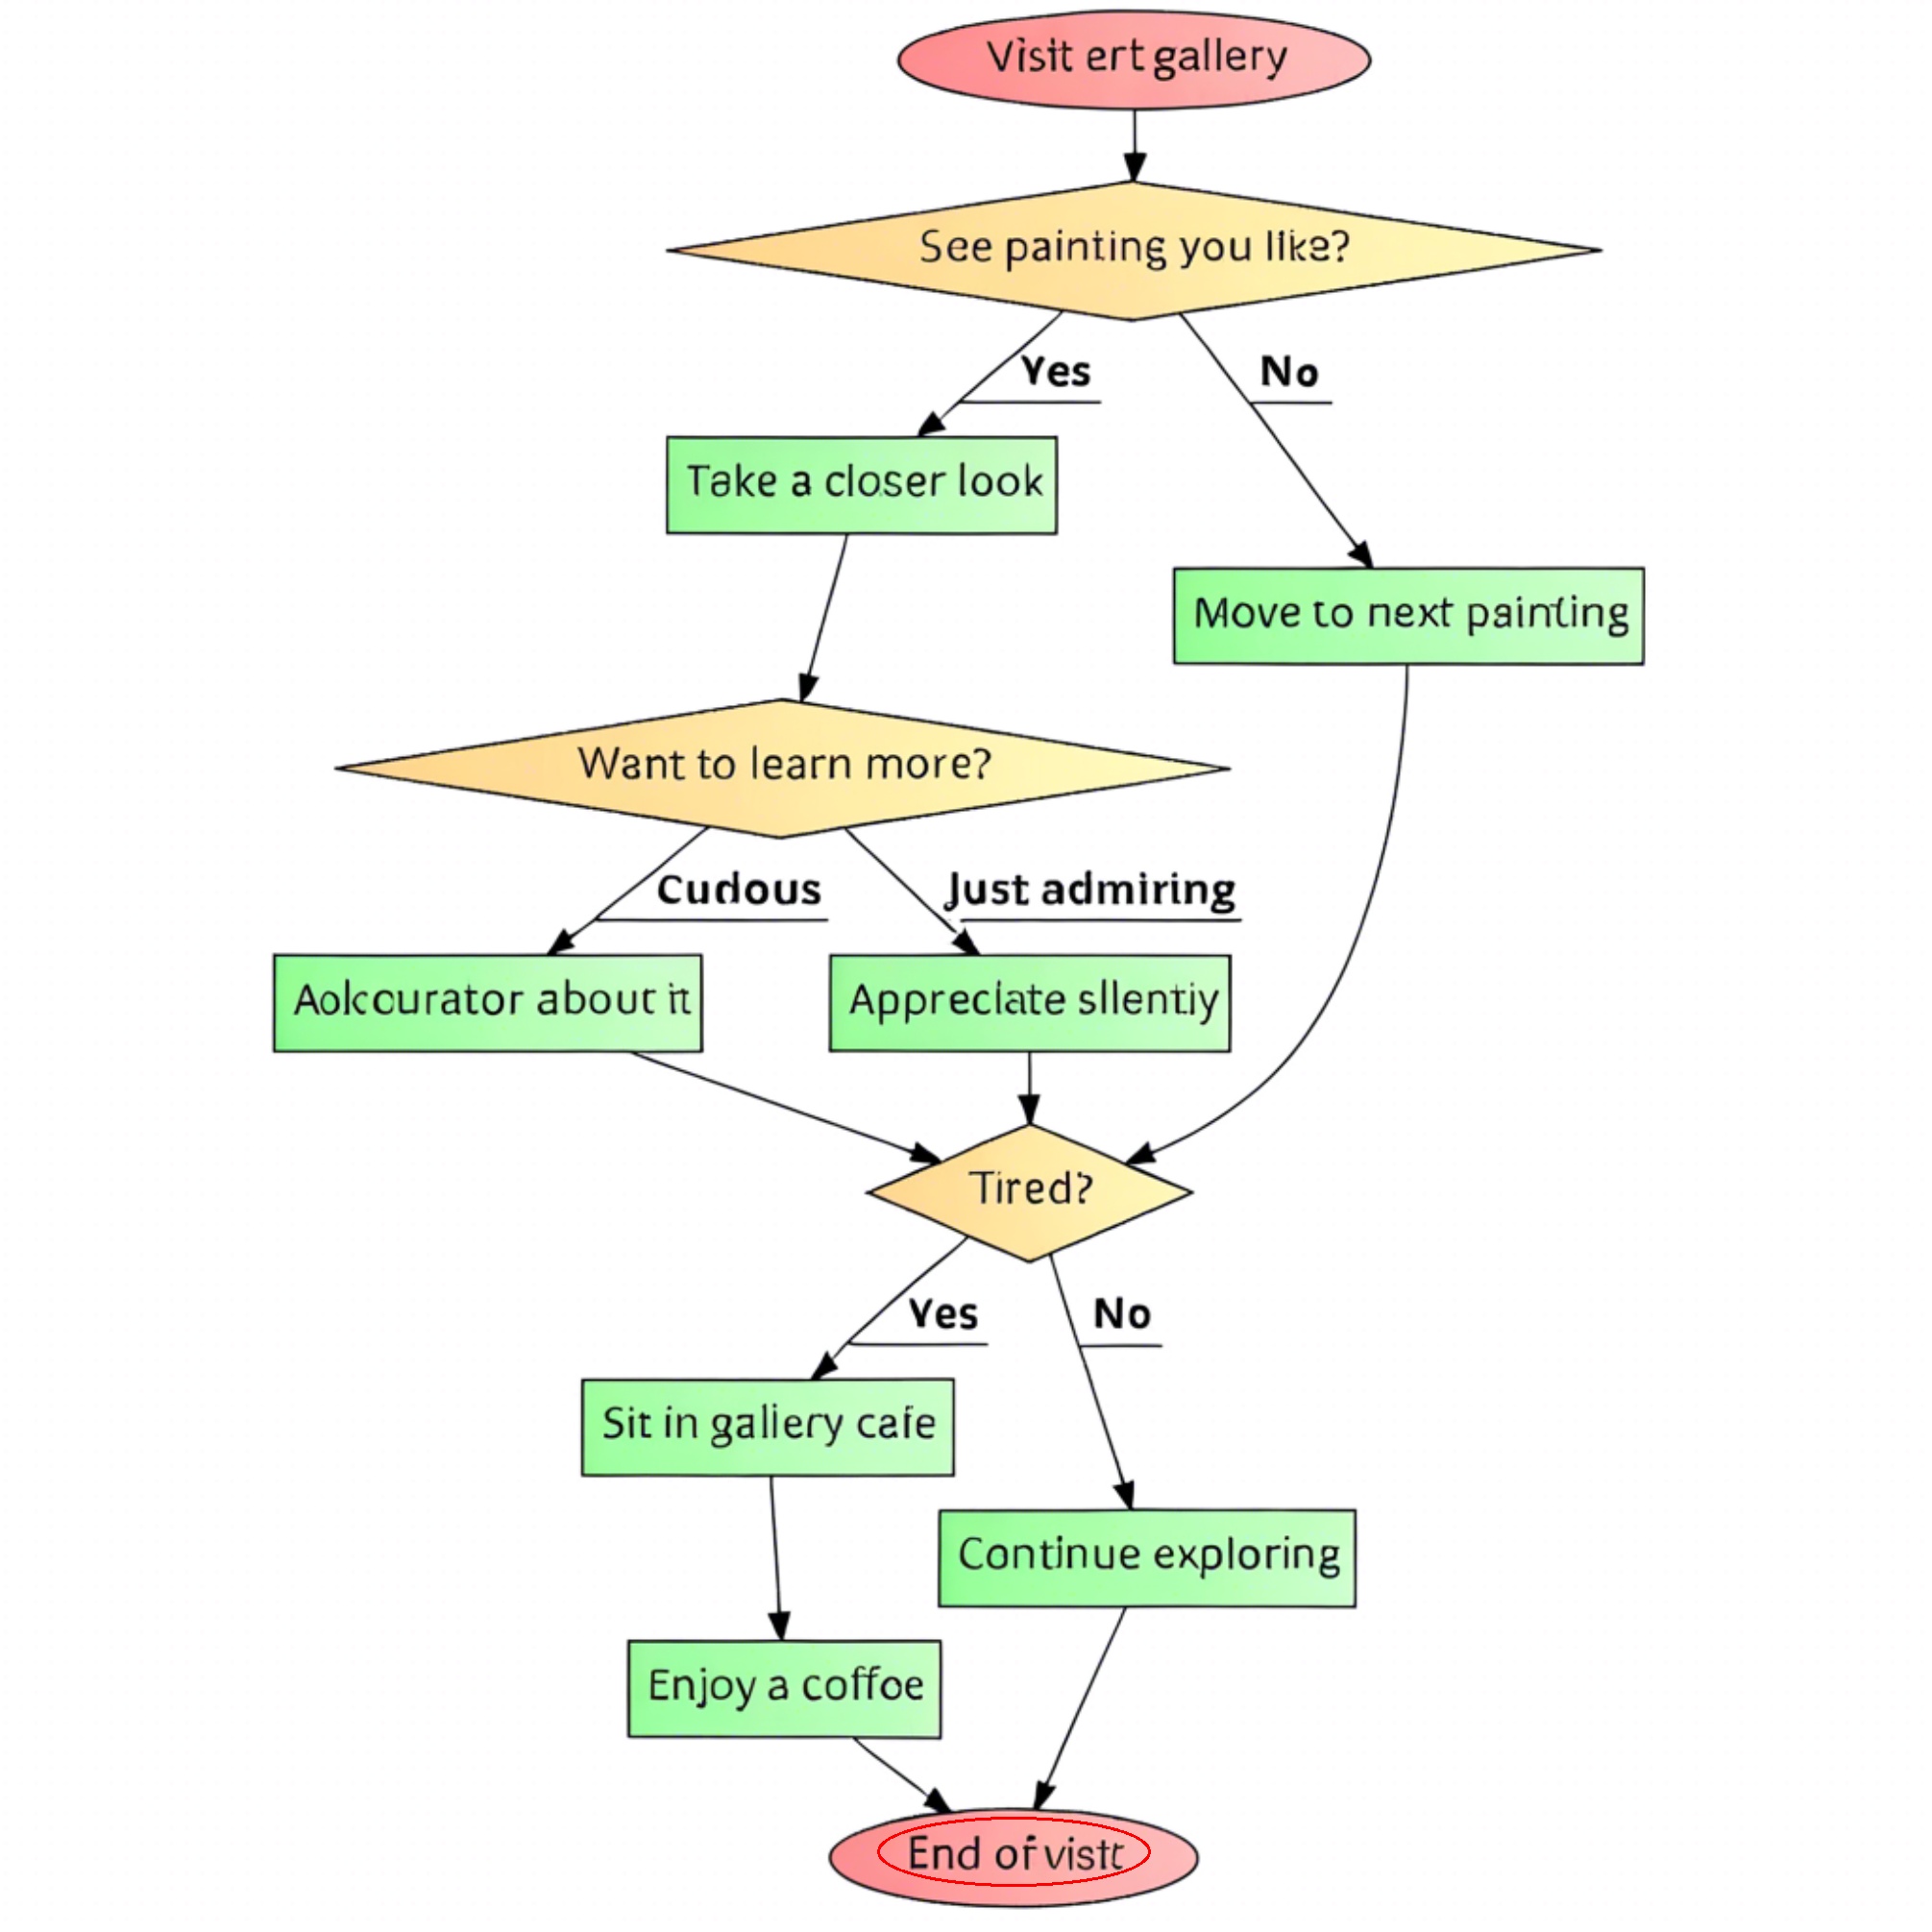 Visit ert gallery
See painting you like?
Yes
No
Take a closer look
Move to next painting
Want to learn more?
Cudous
Just admiring
Aolcourator about it
Appreclate sllentiy
Tired?
Yes
No
Sit in gallery cafe
Continue exploring
Enjoy a coffoe
End of vistt